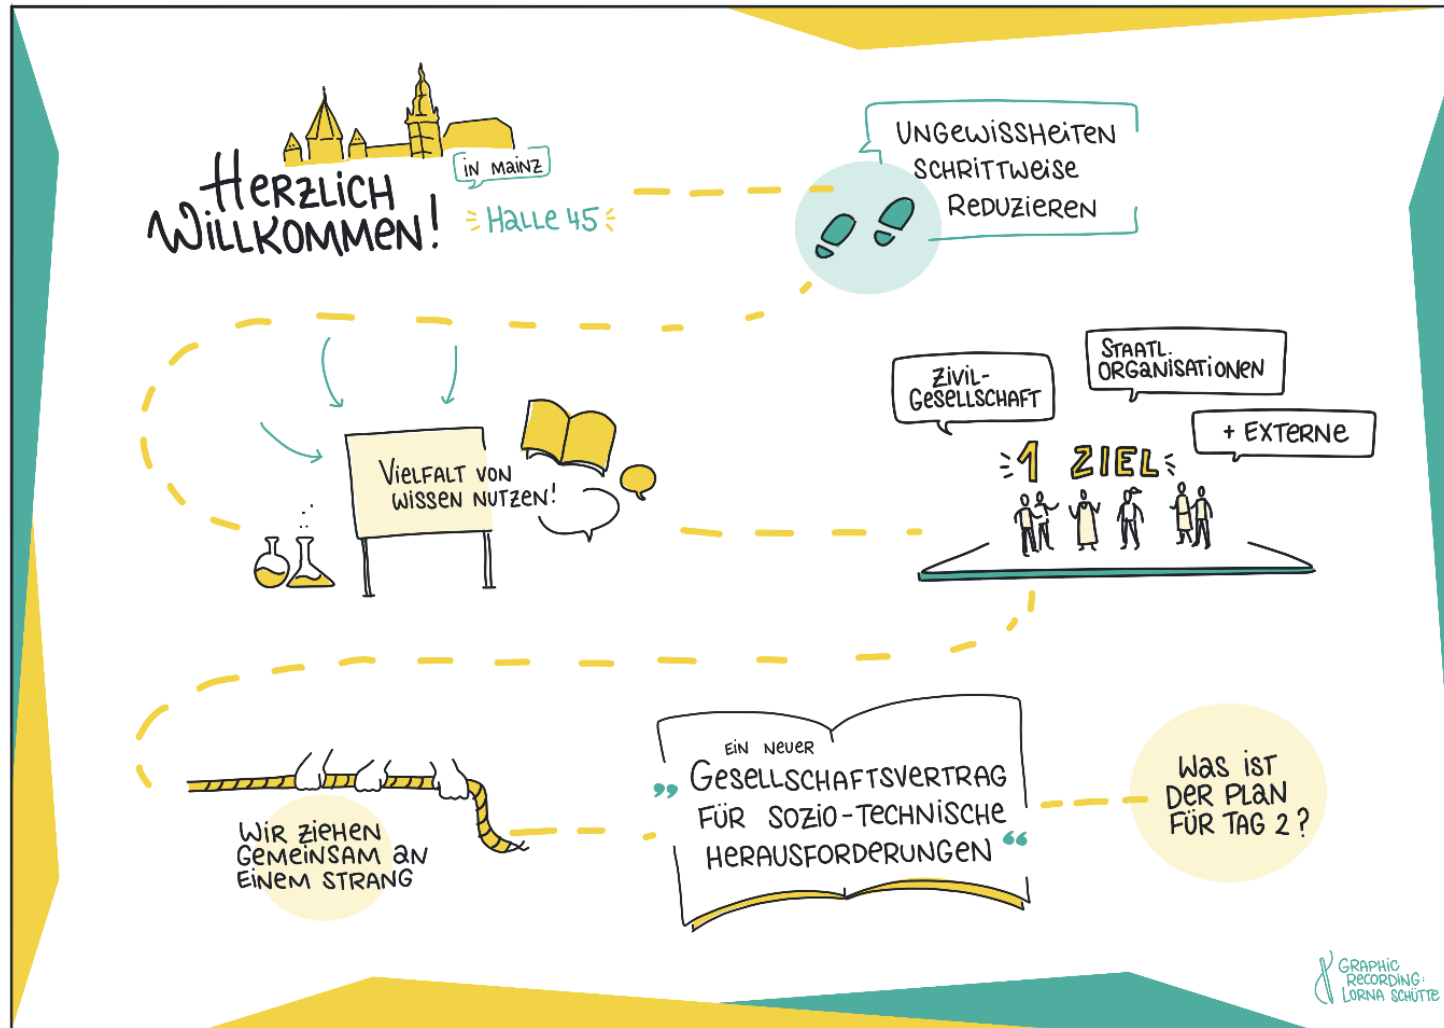 HERZLICH
WILLKOMMEN!
IN MAINZ
HALLE 45
UNGEWISSHEITEN
SCHRITTWEISE
REDUZIEREN
VIELFALT VON
WISSEN NUTZEN!
ZIVIL-
GESELLSCHAFT
STAATL.
ORGANISATIONEN
+ EXTERNE
1 ZIEL
WIR ZIEHEN
GEMEINSAM AN
EINEM STRANG
EIN NEUER
„GESELLSCHAFTSVERTRAG
FÜR SOZIO-TECHNISCHE
HERAUSFORDERUNGEN“
WAS IST
DER PLAN
FÜR TAG 2?
GRAPHIC
RECORDING:
LORNA SCHÜTTE